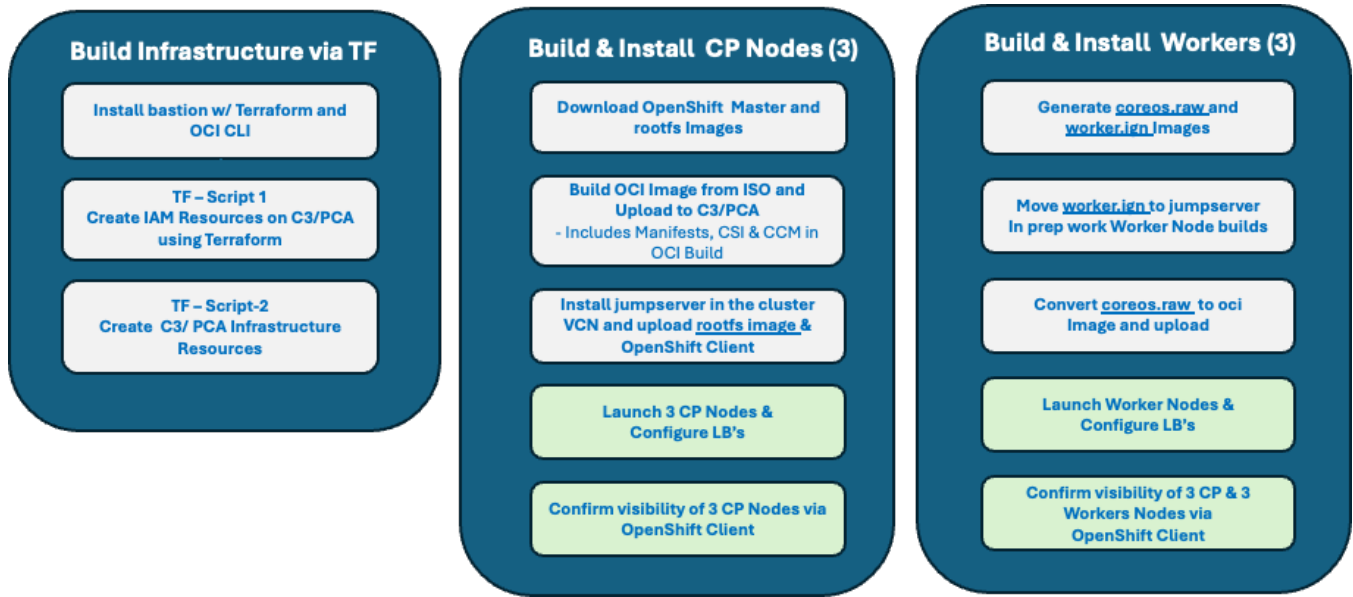 Build Infrastructure via TF
Install bastion w/ Terraform and
OCI CLI
TF – Script 1
Create IAM Resources on C3/PCA
using Terraform
TF – Script-2
Create C3/ PCA Infrastructure
Resources
Build & Install CP Nodes (3)
Download OpenShift Master and
rootfs Images
Build OCI Image from ISO and
Upload to C3/PCA
- Includes Manifests, CSI & CCM in
OCI Build
Install jumpserver in the cluster
VCN and upload rootfs image &
OpenShift Client
Launch 3 CP Nodes &
Configure LB's
Confirm visibility of 3 CP Nodes via
OpenShift Client
Build & Install Workers (3)
Generate coreos.raw and
worker.ign Images
Move worker.ign to jumpserver
In prep work Worker Node builds
Convert coreos.raw to oci
Image and upload
Launch Worker Nodes &
Configure LB's
Confirm visibility of 3 CP & 3
Workers Nodes via
OpenShift Client